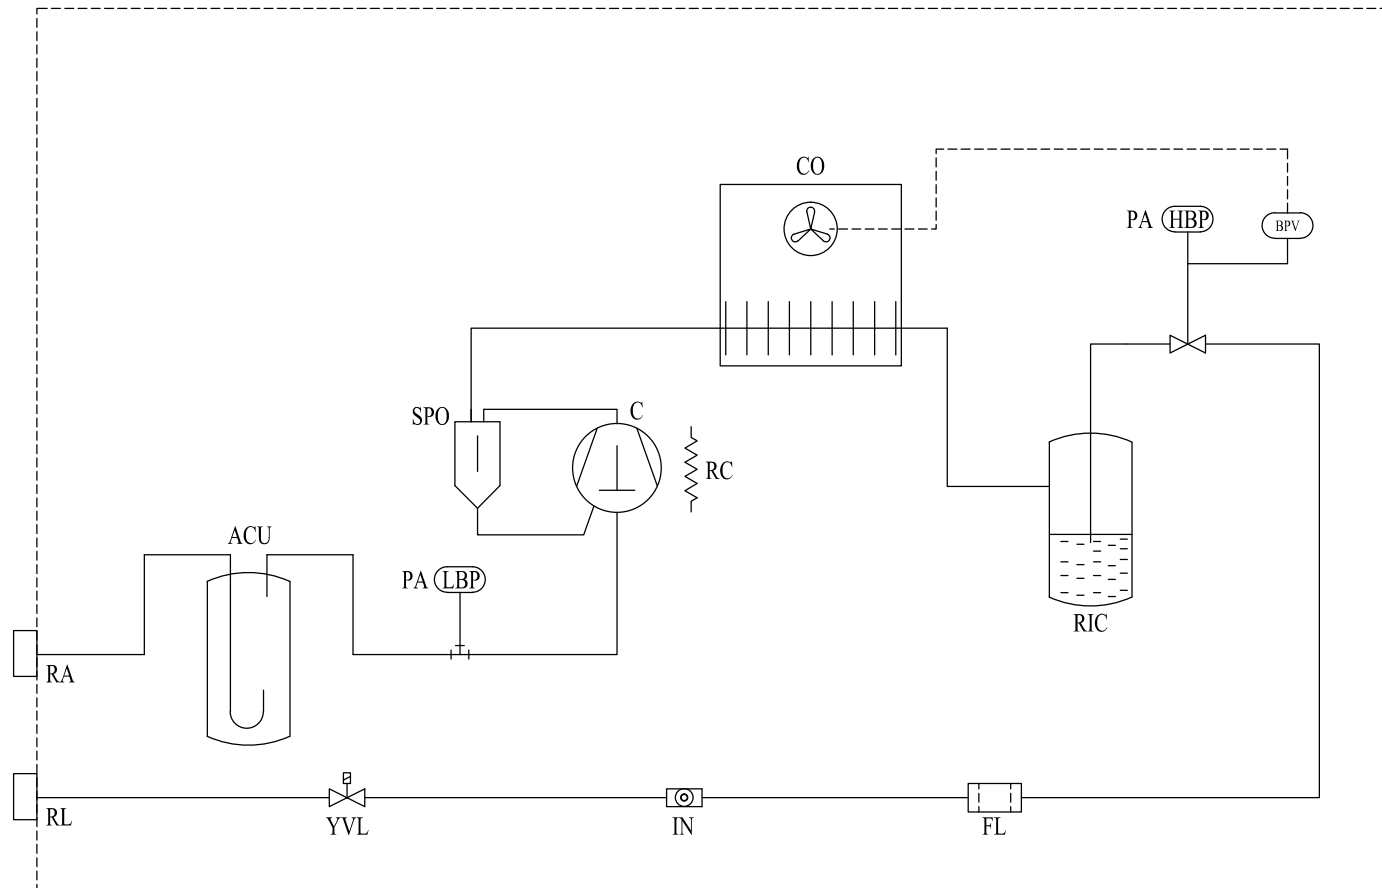 CO
PA HBP
BPV
SPO
C
RC
ACU
PA LBP
RIC
RA
RL
YVL
IN
FL